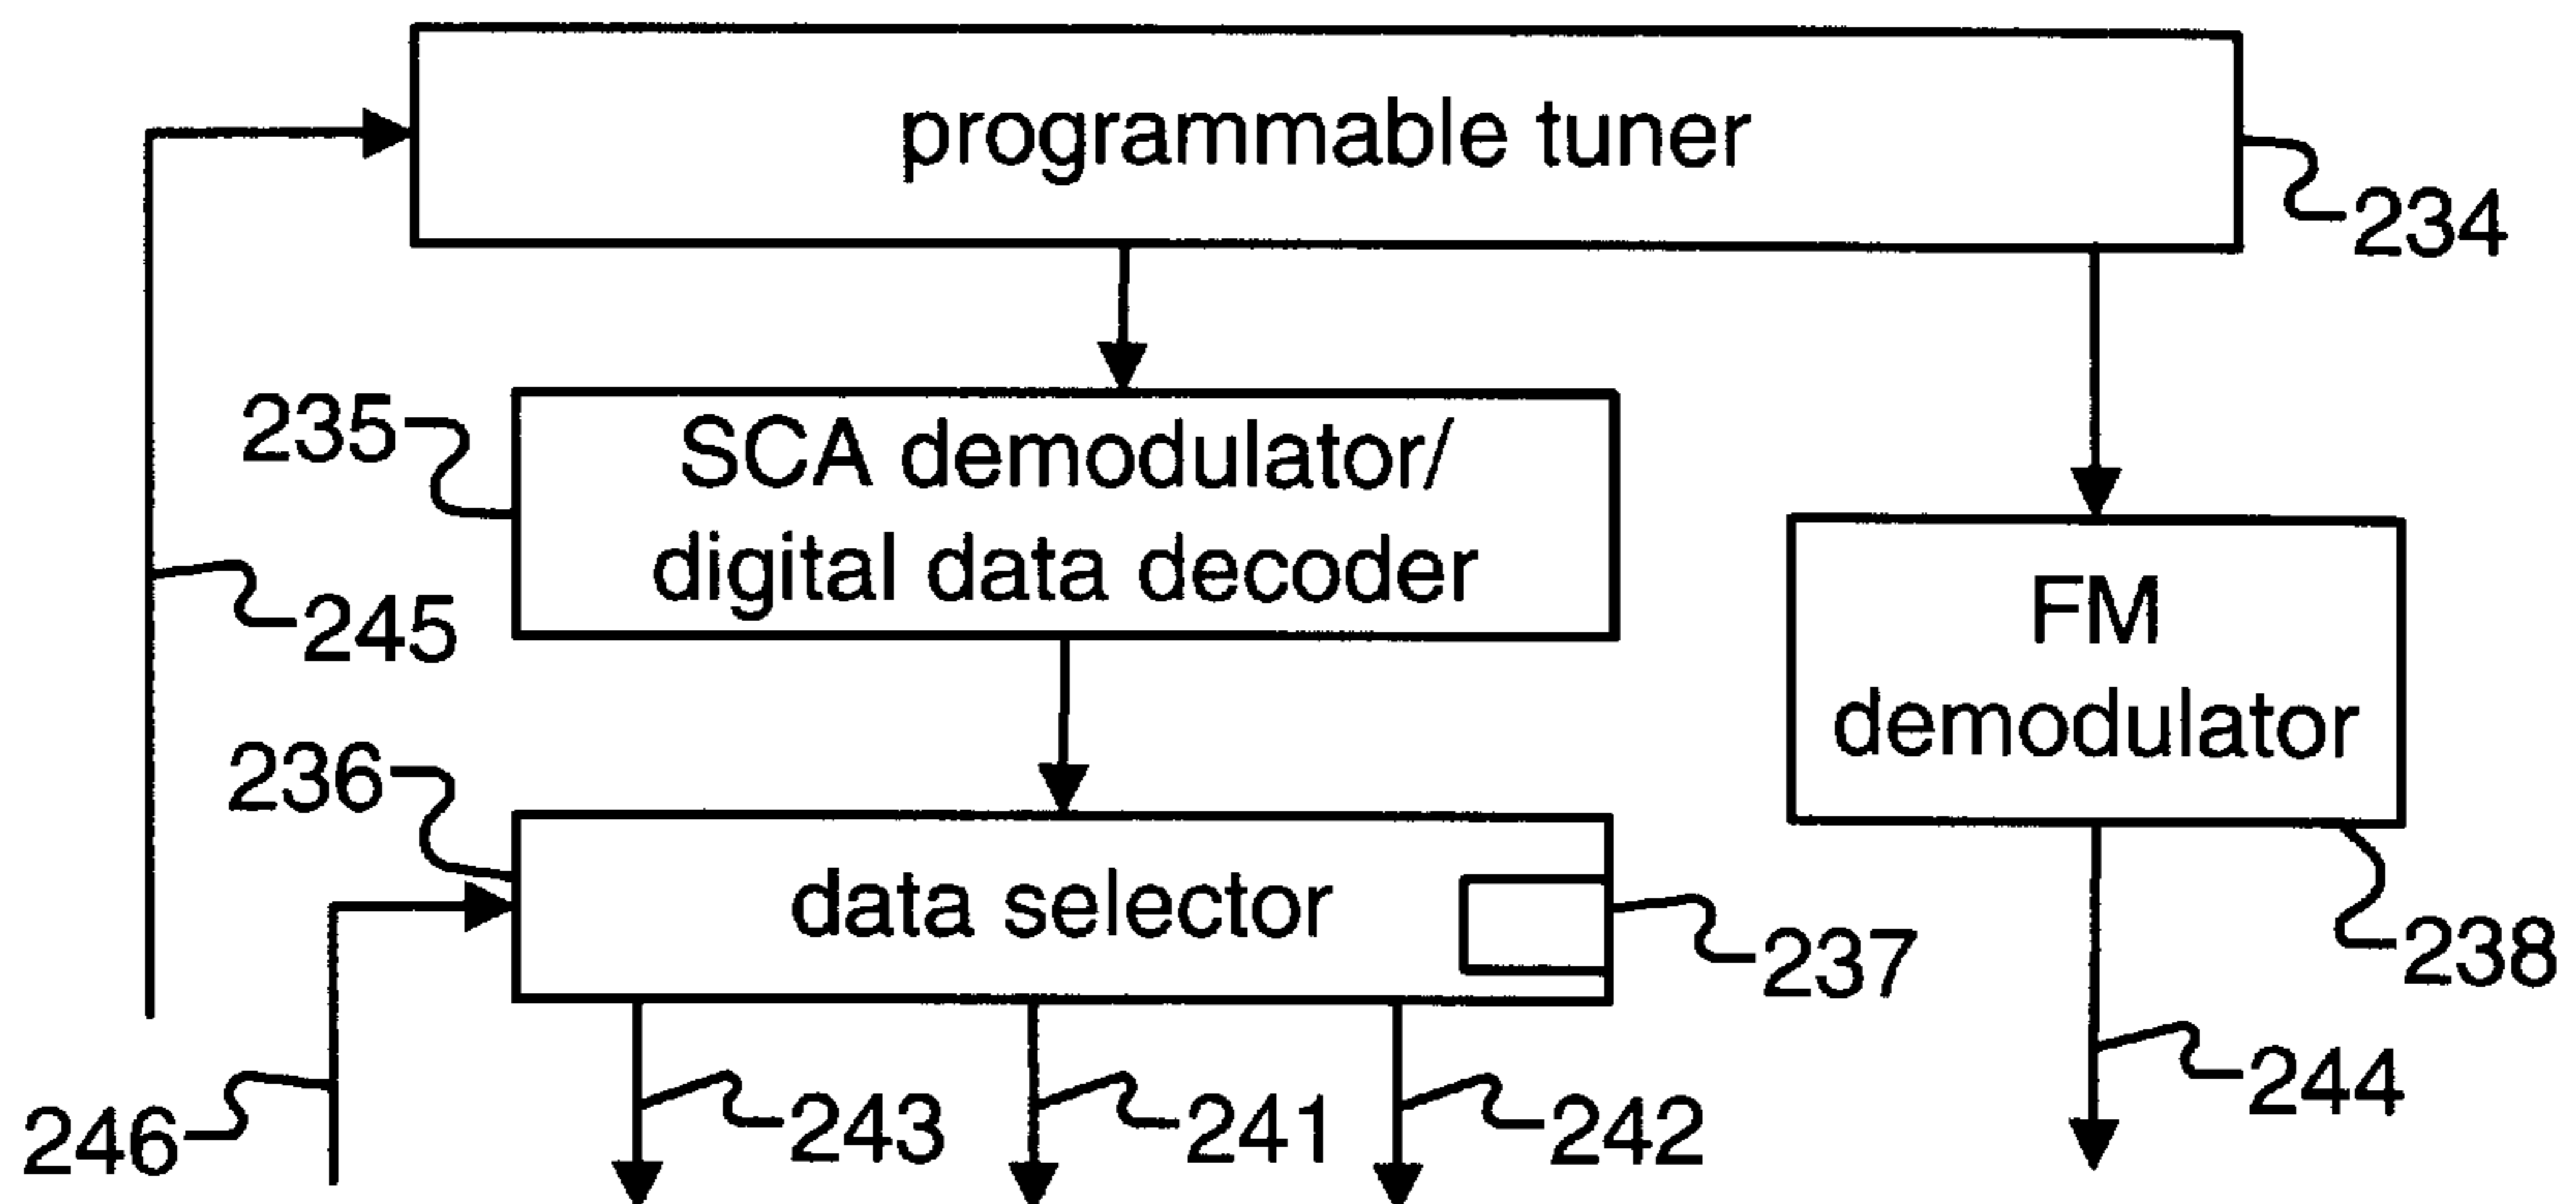 programmable tuner
234
235
SCA demodulator/
digital data decoder
245
FM
demodulator
236
data selector
237
238
246
243
241
242
244